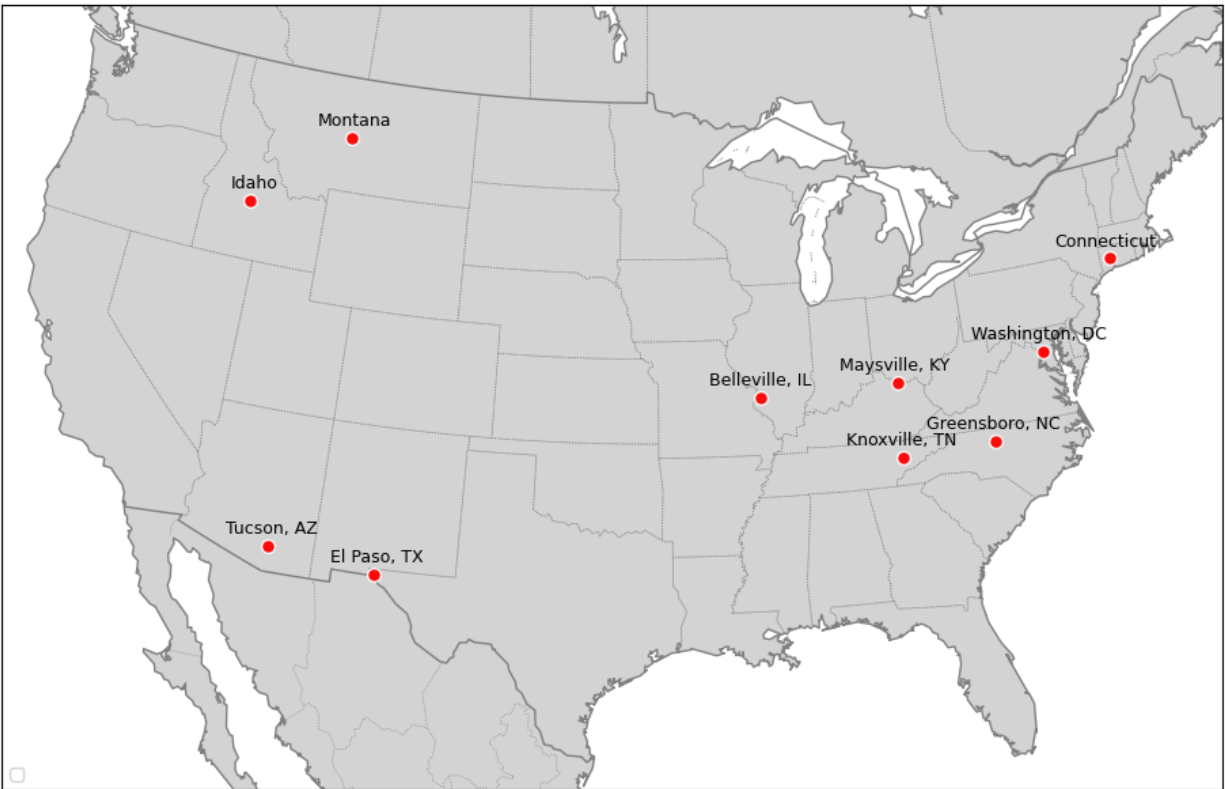 Montana
Idaho
Connecticut
Washington, DC
Maysville, KY
Belleville, IL
Greensboro, NC
Knoxville, TN
Tucson, AZ
El Paso, TX